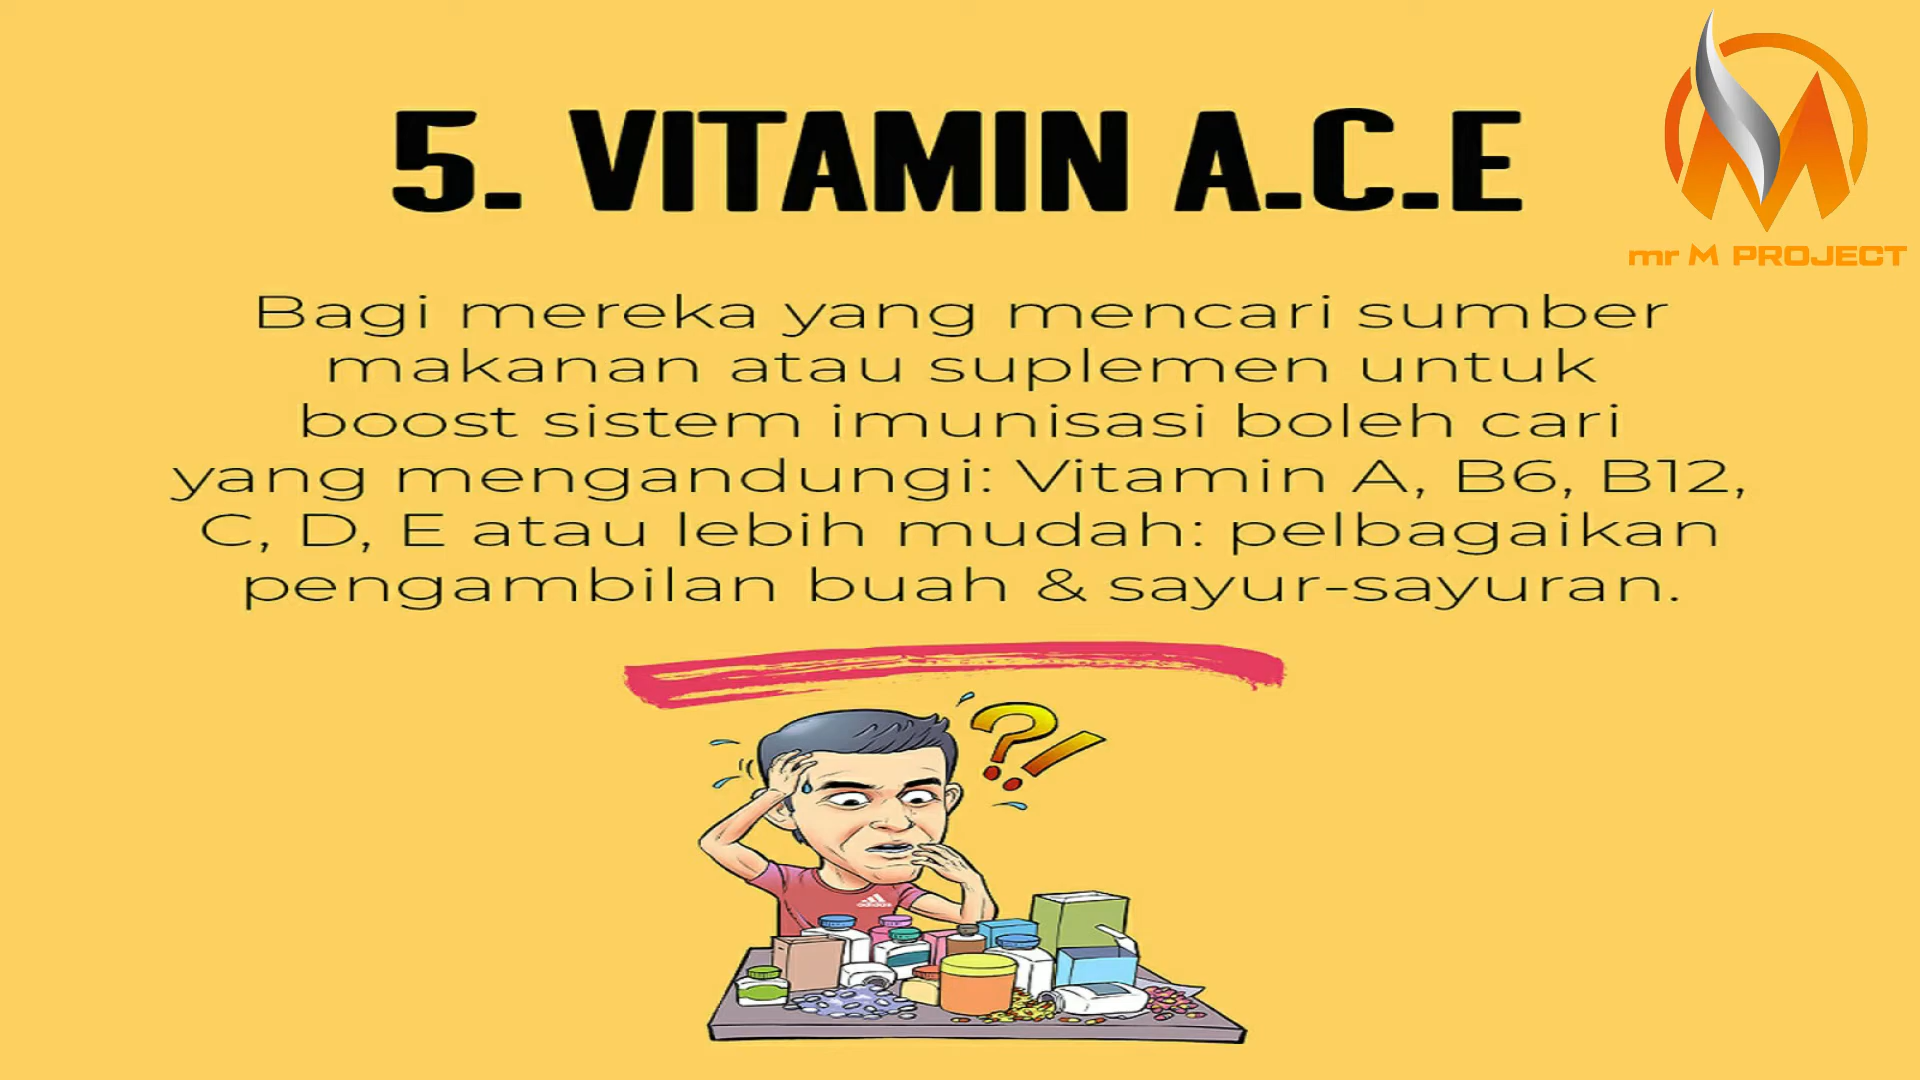 5. VITAMIN A.C.E
mr M PROJECT
Bagi mereka yang mencari sumber
makanan atau suplemen untuk
boost sistem imunisasi boleh cari
yang mengandungi: Vitamin A, B6, B12,
C, D, E atau lebih mudah: pelbagaikan
pengambilan buah & sayur-sayuran.
?!
adidas